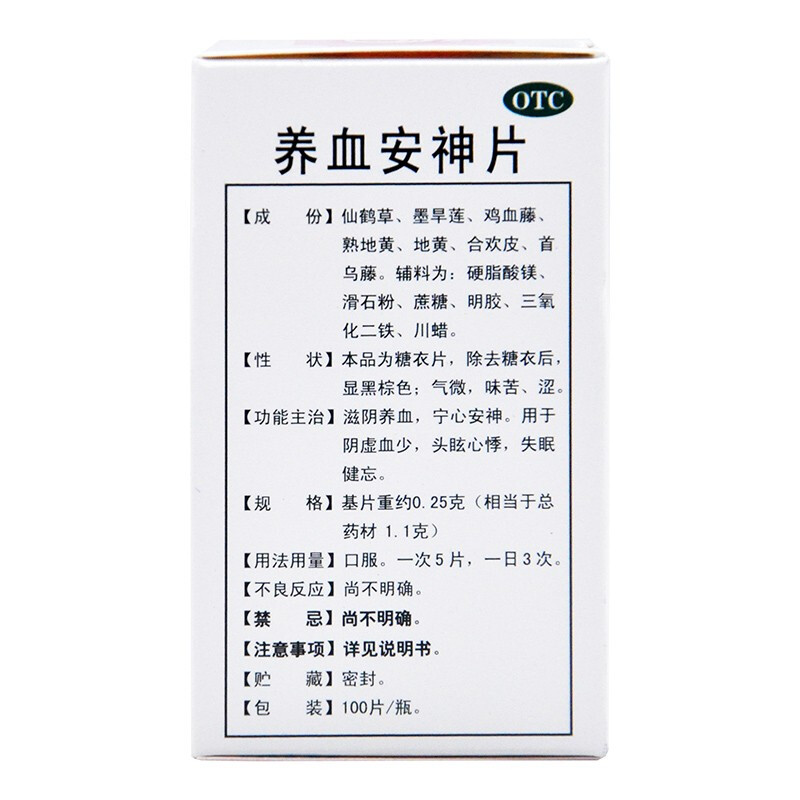 OTC
养血安神片
【成 份】仙鹤草、墨旱莲、鸡血藤、
熟地黄、地黄、合欢皮、首
乌藤。辅料为：硬脂酸镁、
滑石粉、蔗糖、明胶、三氧
化二铁、川蜡。
【性 状】本品为糖衣片，除去糖衣后，
显黑棕色；气微，味苦、涩。
【功能主治】滋阴养血，宁心安神。用于
阴虚血少，头眩心悸，失眠
健忘。
【规 格】基片重约0.25克（相当于总
药材 1.1克）
【用法用量】口服。一次5片，一日3次。
【不良反应】尚不明确。
【禁 忌】尚不明确。
【注意事项】详见说明书。
【贮 藏】密封。
【包 装】100片/瓶。